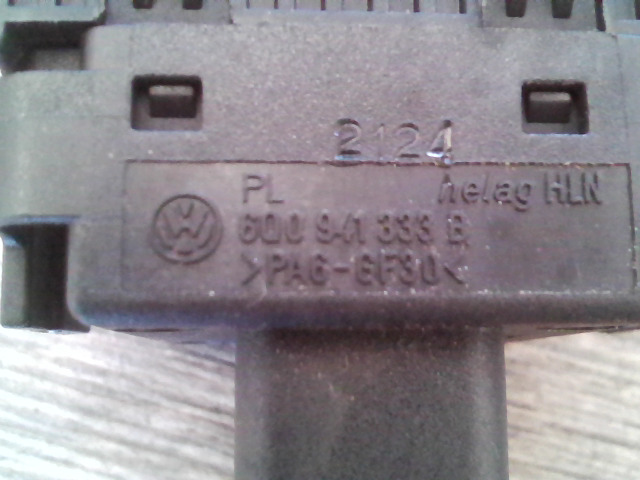 2124
PL helag HLN
6Q0 941 333 B
>PA6-GF30<